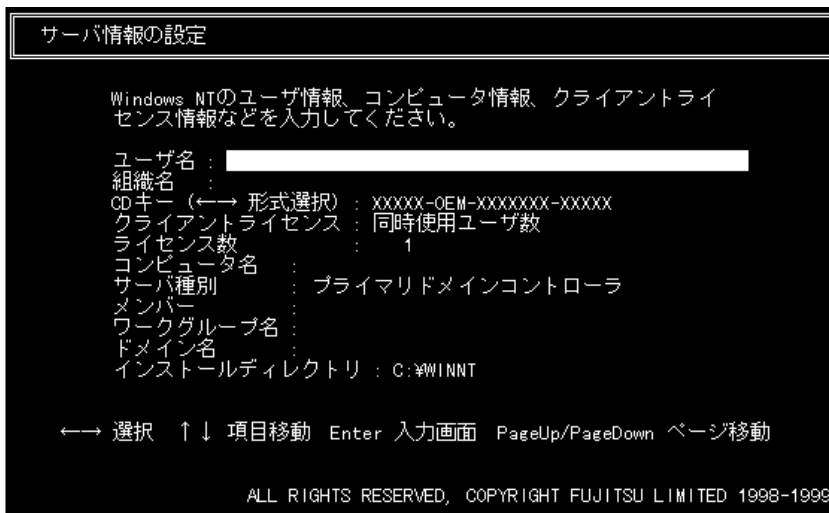 サーバ情報の設定
Windows NTのユーザ情報、コンピュータ情報、クライアントライ
センス情報などを入力してください。
ユーザ名 :
組織名 :
CDキー (←→ 形式選択) : XXXXX-OEM-XXXXXXX-XXXXX
クライアントライセンス : 同時使用ユーザ数
ライセンス数 : 1
コンピュータ名 :
サーバ種別 : プライマリドメインコントローラ
メンバー :
ワークグループ名 :
ドメイン名 :
インストールディレクトリ : C:¥WINNT
←→ 選択 ↑↓ 項目移動 Enter 入力画面 PageUp/PageDown ページ移動
ALL RIGHTS RESERVED, COPYRIGHT FUJITSU LIMITED 1998-1999